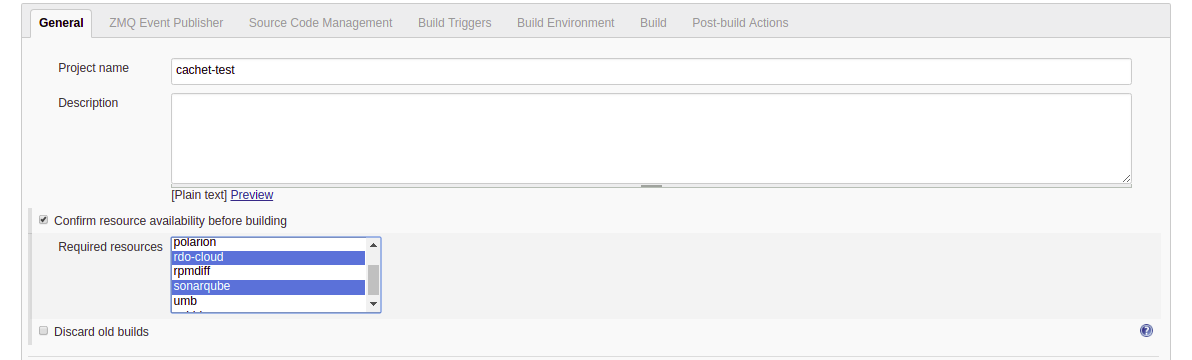 General ZMQ Event Publisher Source Code Management Build Triggers Build Environment Build Post-build Actions
Project name cachet-test
Description
[Plain text] Preview
Confirm resource availability before building
Required resources polarion
rdo-cloud
rpmdiff
sonarqube
umb
Discard old builds ?